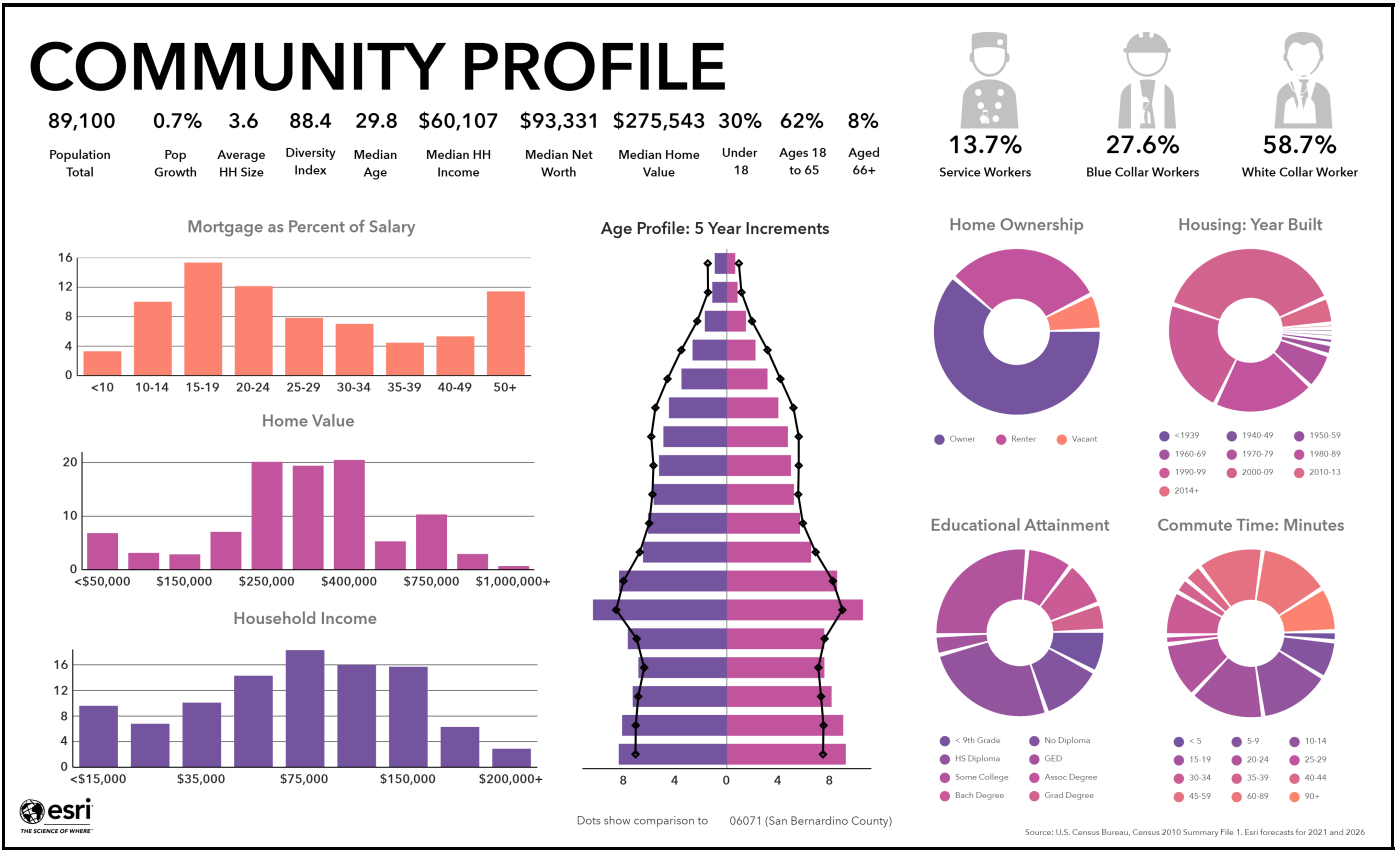 COMMUNITY PROFILE
89,100 0.7% 3.6 88.4 29.8 $60,107 $93,331 $275,543 30% 62% 8%
Population Total
Pop Growth
Average HH Size
Diversity Index
Median Age
Median HH Income
Median Net Worth
Median Home Value
Under 18
Ages 18 to 65
Aged 66+
13.7% 27.6% 58.7%
Service Workers Blue Collar Workers White Collar Worker
Mortgage as Percent of Salary
16
12
8
4
0
<10 10-14 15-19 20-24 25-29 30-34 35-39 40-49 50+
Home Value
20
10
0
<$50,000 $150,000 $250,000 $400,000 $750,000 $1,000,000+
Household Income
16
12
8
4
0
<$15,000 $35,000 $75,000 $150,000 $200,000+
Age Profile: 5 Year Increments
8 4 0 4 8
Dots show comparison to 06071 (San Bernardino County)
Home Ownership
Owner Renter Vacant
Housing: Year Built
<1939 1940-49 1950-59
1960-69 1970-79 1980-89
1990-99 2000-09 2010-13
2014+
Educational Attainment
< 9th Grade No Diploma
HS Diploma GED
Some College Assoc Degree
Bach Degree Grad Degree
Commute Time: Minutes
< 5 5-9 10-14
15-19 20-24 25-29
30-34 35-39 40-44
45-59 60-89 90+
esri
THE SCIENCE OF WHERE™
Source: U.S. Census Bureau, Census 2010 Summary File 1. Esri forecasts for 2021 and 2026